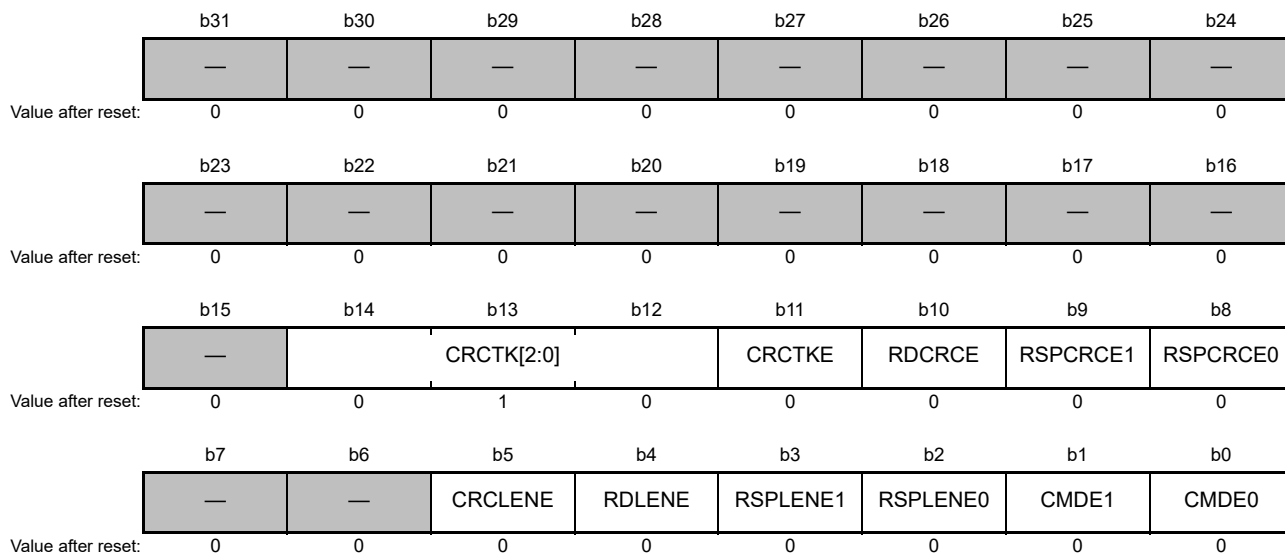 b31 b30 b29 b28 b27 b26 b25 b24
— — — — — — — —
Value after reset: 0 0 0 0 0 0 0 0
b23 b22 b21 b20 b19 b18 b17 b16
— — — — — — — —
Value after reset: 0 0 0 0 0 0 0 0
b15 b14 b13 b12 b11 b10 b9 b8
— CRCTK[2:0] CRCTKE RDCRCE RSPCRCE1 RSPCRCE0
Value after reset: 0 0 1 0 0 0 0 0
b7 b6 b5 b4 b3 b2 b1 b0
— — CRCLENE RDLENE RSPLENE1 RSPLENE0 CMDE1 CMDE0
Value after reset: 0 0 0 0 0 0 0 0